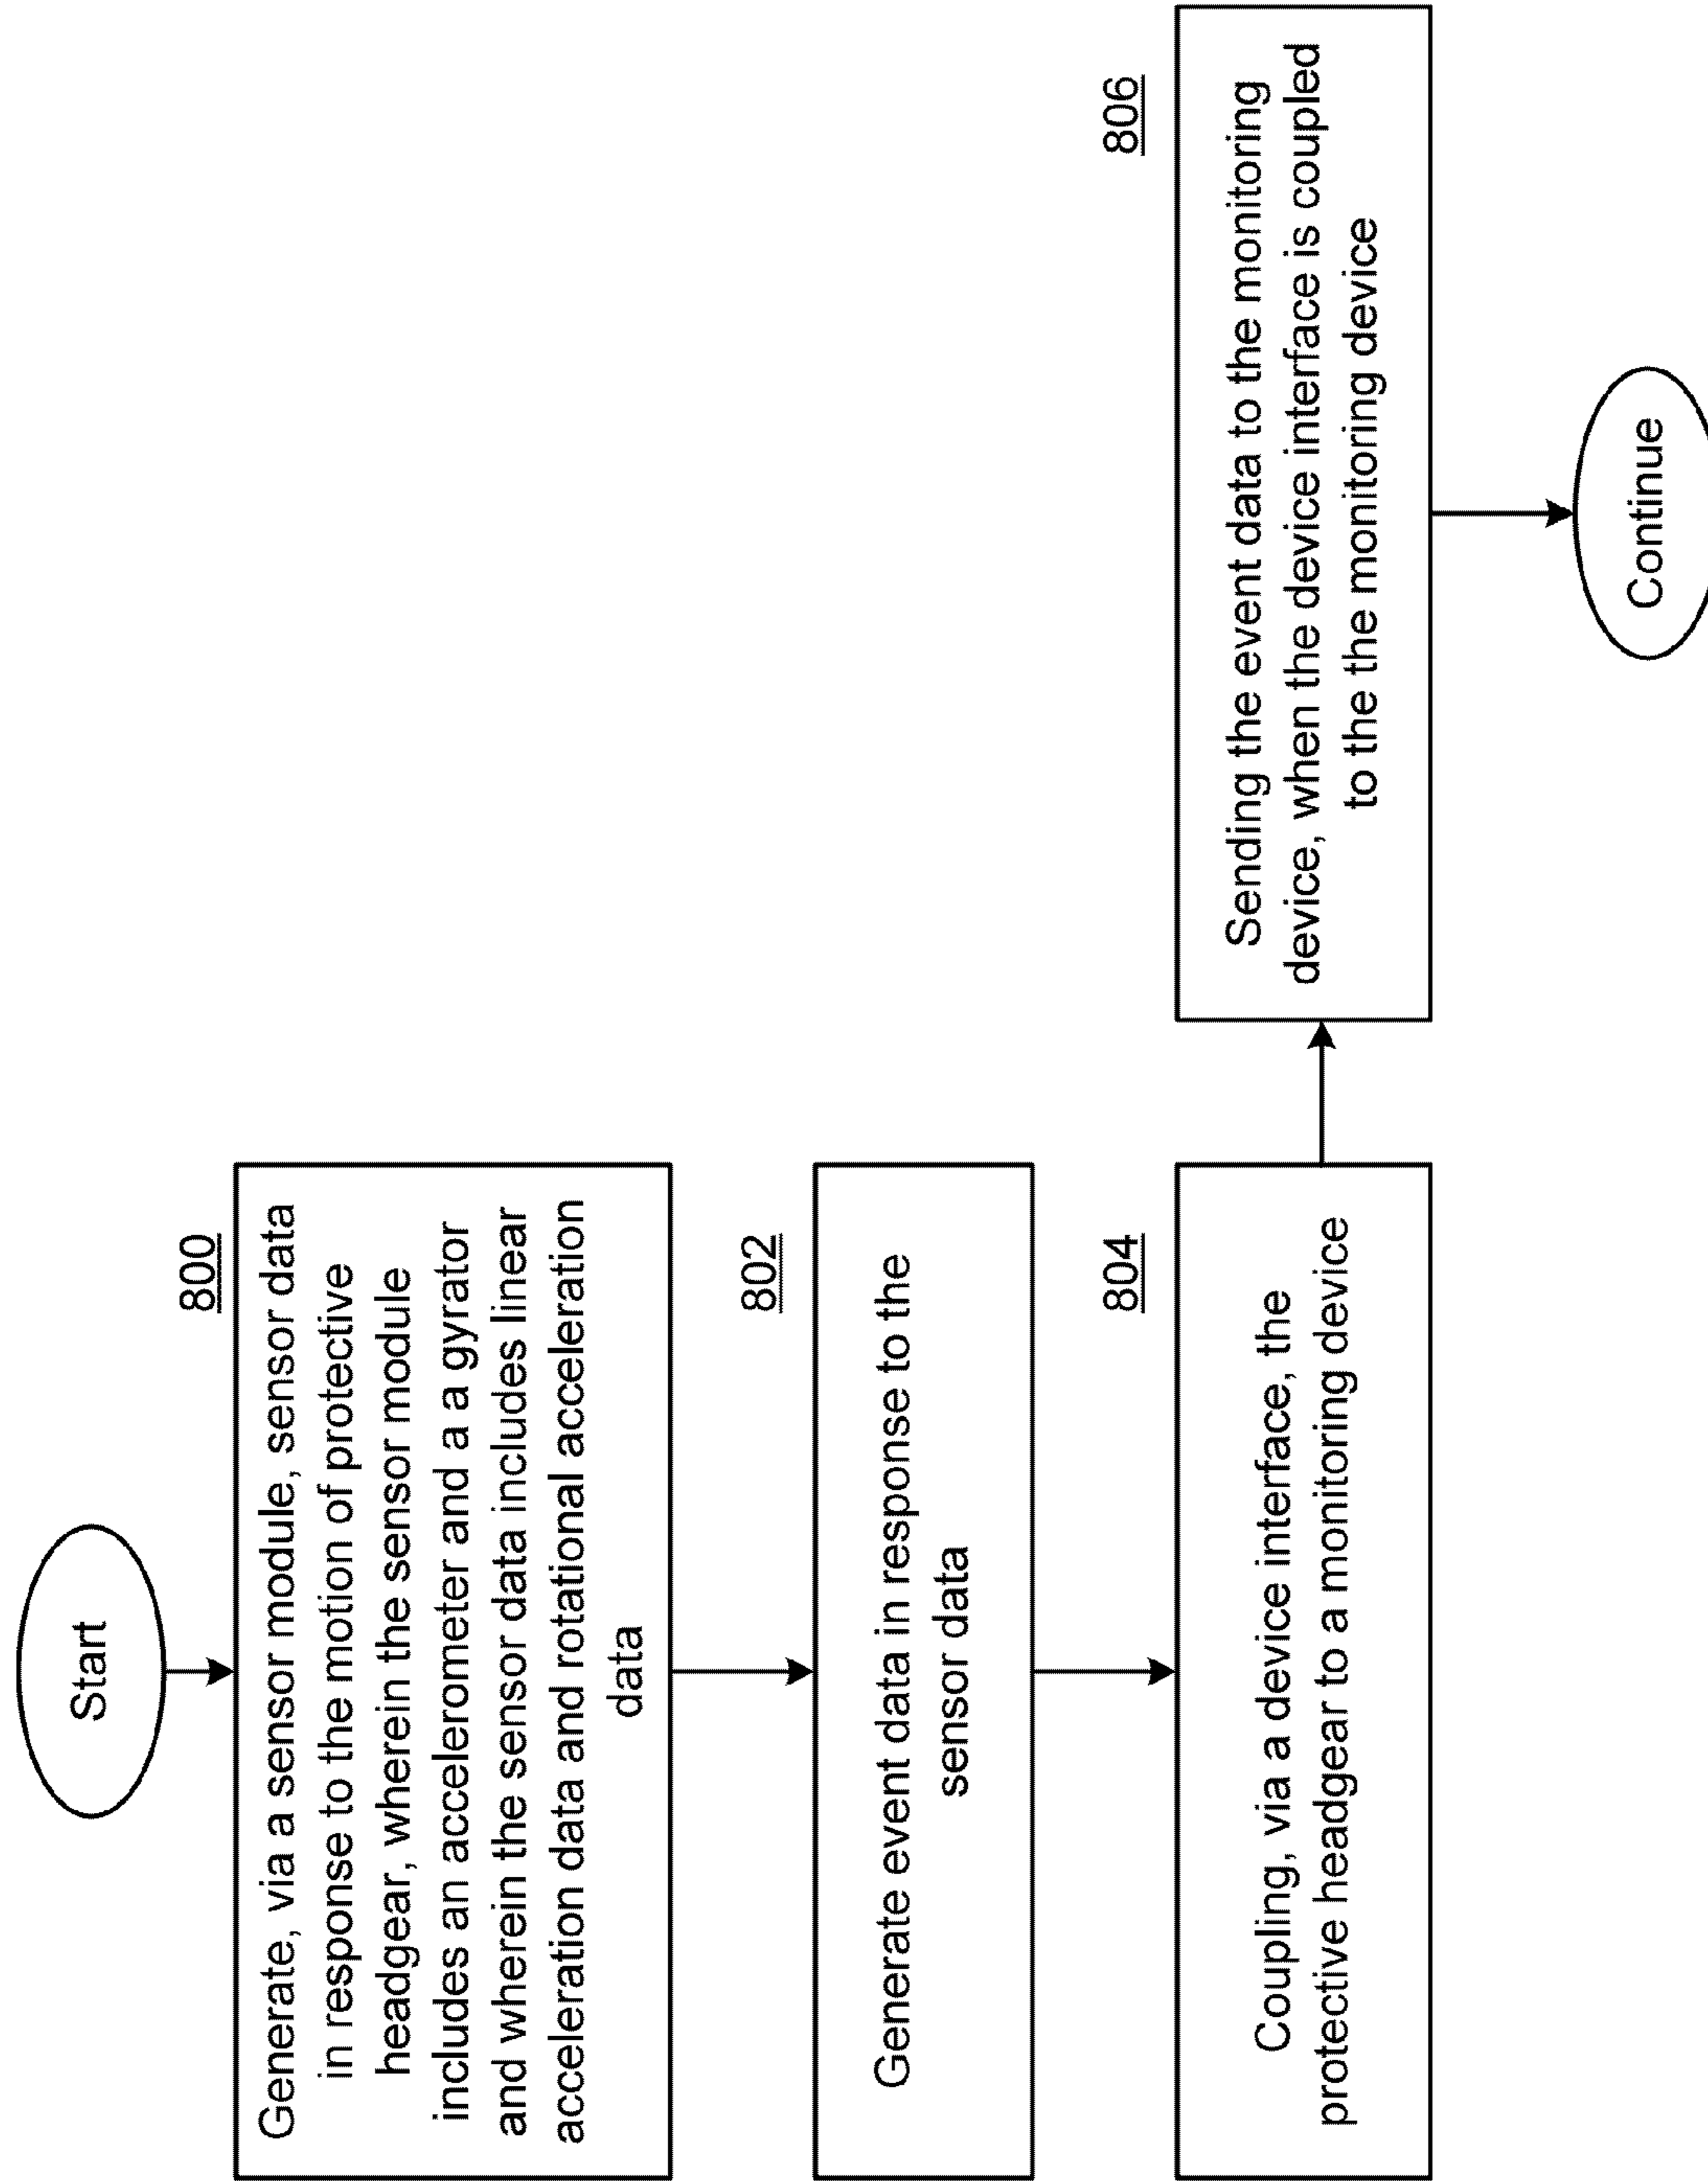 Start
800
Generate, via a sensor module, sensor data
in response to the motion of protective
headgear, wherein the sensor module
includes an accelerometer and a a gyrator
and wherein the sensor data includes linear
acceleration data and rotational acceleration
data
802
Generate event data in response to the
sensor data
804
Coupling, via a device interface, the
protective headgear to a monitoring device
806
Sending the event data to the monitoring
device, when the device interface is coupled
to the the monitoring device
Continue